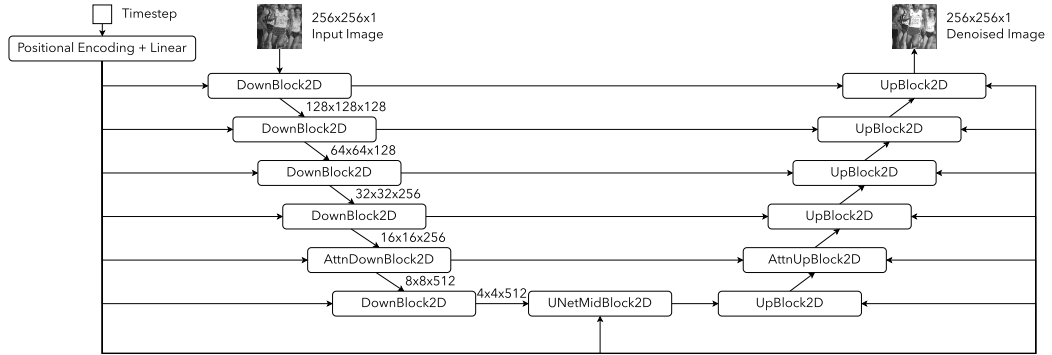 Timestep
Positional Encoding + Linear
256x256x1
Input Image
256x256x1
Denoised Image
DownBlock2D
UpBlock2D
128x128x128
DownBlock2D
UpBlock2D
64x64x128
DownBlock2D
UpBlock2D
32x32x256
DownBlock2D
UpBlock2D
16x16x256
AttnDownBlock2D
AttnUpBlock2D
8x8x512
DownBlock2D
4x4x512
UNetMidBlock2D
UpBlock2D